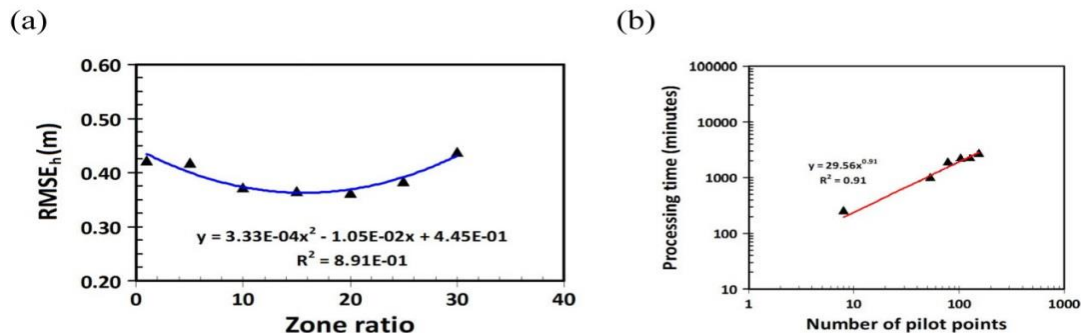 (a)
(b)
0.60
0.50
0.40
0.30
0.20
RMSE_h (m)
y = 3.33E-04x² - 1.05E-02x + 4.45E-01
R² = 8.91E-01
0
10
20
30
40
Zone ratio
100000
10000
1000
100
10
Processing time (minutes)
y = 29.56x^0.91
R² = 0.91
1
10
100
1000
Number of pilot points